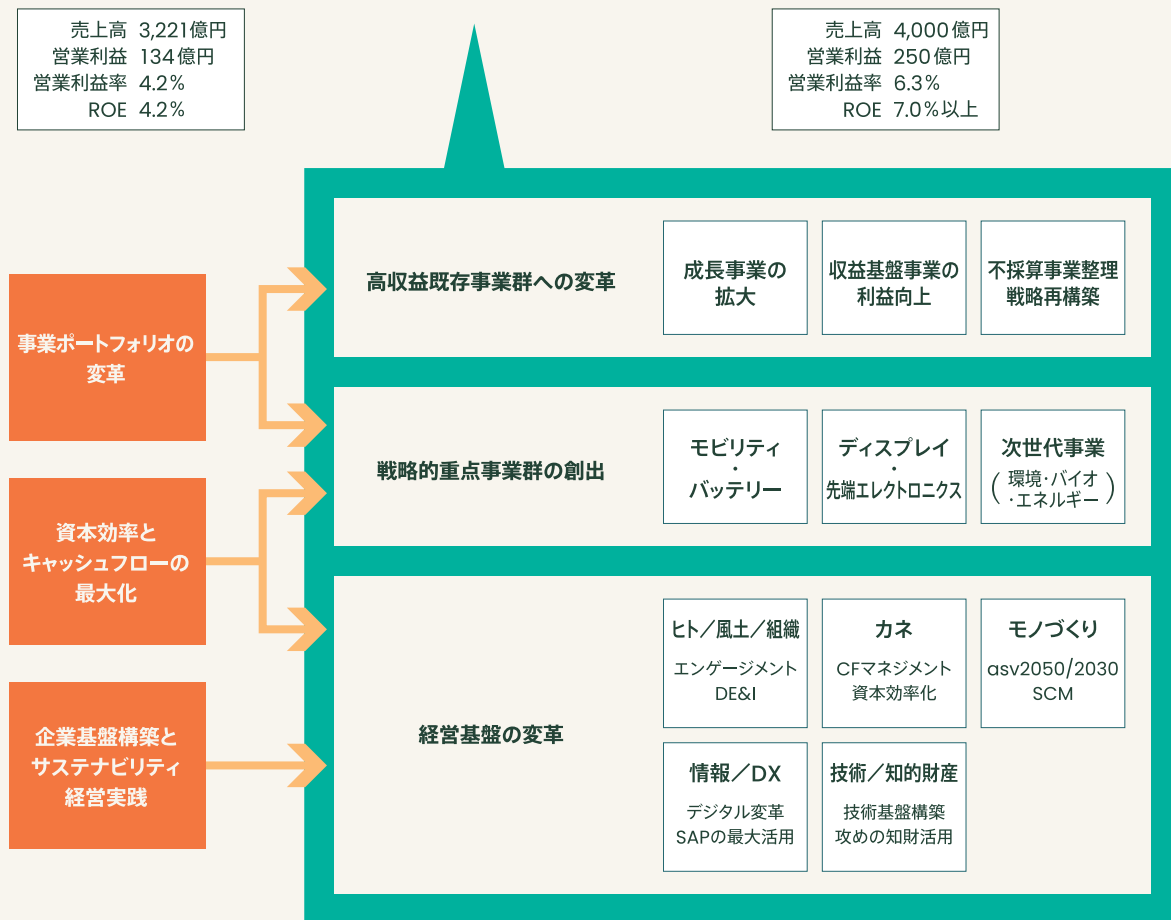 売上高 3,221億円
営業利益 134億円
営業利益率 4.2%
ROE 4.2%
売上高 4,000億円
営業利益 250億円
営業利益率 6.3%
ROE 7.0%以上
事業ポートフォリオの
変革
資本効率と
キャッシュフローの
最大化
企業基盤構築と
サステナビリティ
経営実践
高収益既存事業群への変革
成長事業の
拡大
収益基盤事業の
利益向上
不採算事業整理
戦略再構築
戦略的重点事業群の創出
モビリティ
・
バッテリー
ディスプレイ
・
先端エレクトロニクス
次世代事業
(環境・バイオ
・エネルギー)
経営基盤の変革
ヒト/風土/組織
エンゲージメント
DE&I
カネ
CFマネジメント
資本効率化
モノづくり
asv2050/2030
SCM
情報/DX
デジタル変革
SAPの最大活用
技術/知的財産
技術基盤構築
攻めの知財活用